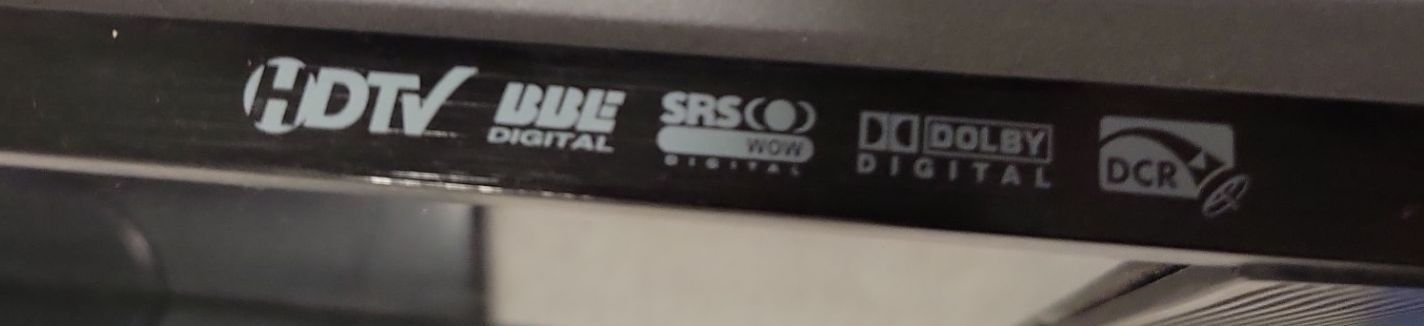 HDTV
BBE
DIGITAL
SRS
WOW
DIGITAL
DOLBY
DIGITAL
DCR